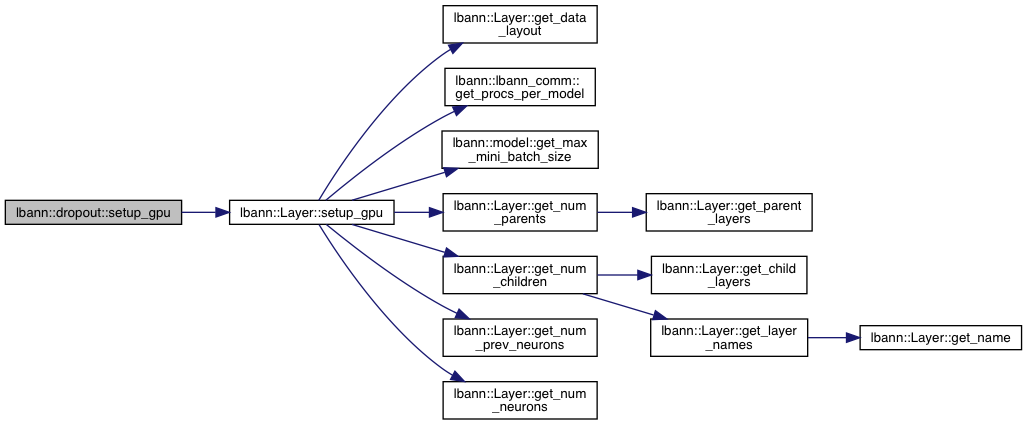 lbann::dropout::setup_gpu
lbann::Layer::setup_gpu
lbann::Layer::get_data
_layout
lbann::lbann_comm::
get_procs_per_model
lbann::model::get_max
_mini_batch_size
lbann::Layer::get_num
_parents
lbann::Layer::get_parent
_layers
lbann::Layer::get_num
_children
lbann::Layer::get_child
_layers
lbann::Layer::get_layer
_names
lbann::Layer::get_name
lbann::Layer::get_num
_prev_neurons
lbann::Layer::get_num
_neurons